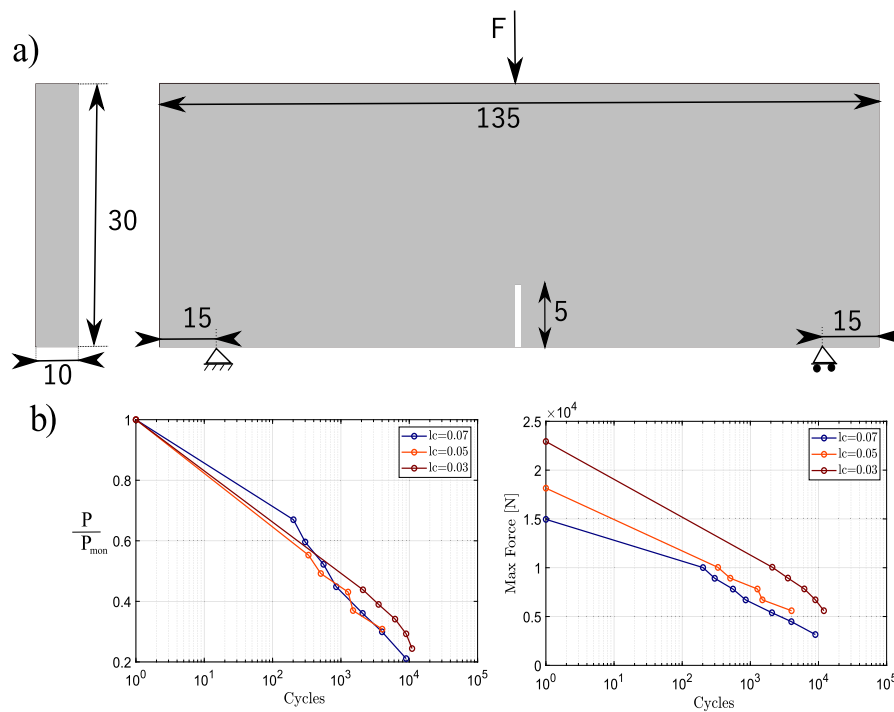 a)
F
135
30
15
5
15
10
b)
1
0.8
0.6
0.4
0.2
P
P_mon
10^0
10^1
10^2
10^3
10^4
10^5
Cycles
lc=0.07
lc=0.05
lc=0.03
×10^4
2.5
2
1.5
1
0.5
0
Max Force [N]
10^0
10^1
10^2
10^3
10^4
10^5
Cycles
lc=0.07
lc=0.05
lc=0.03